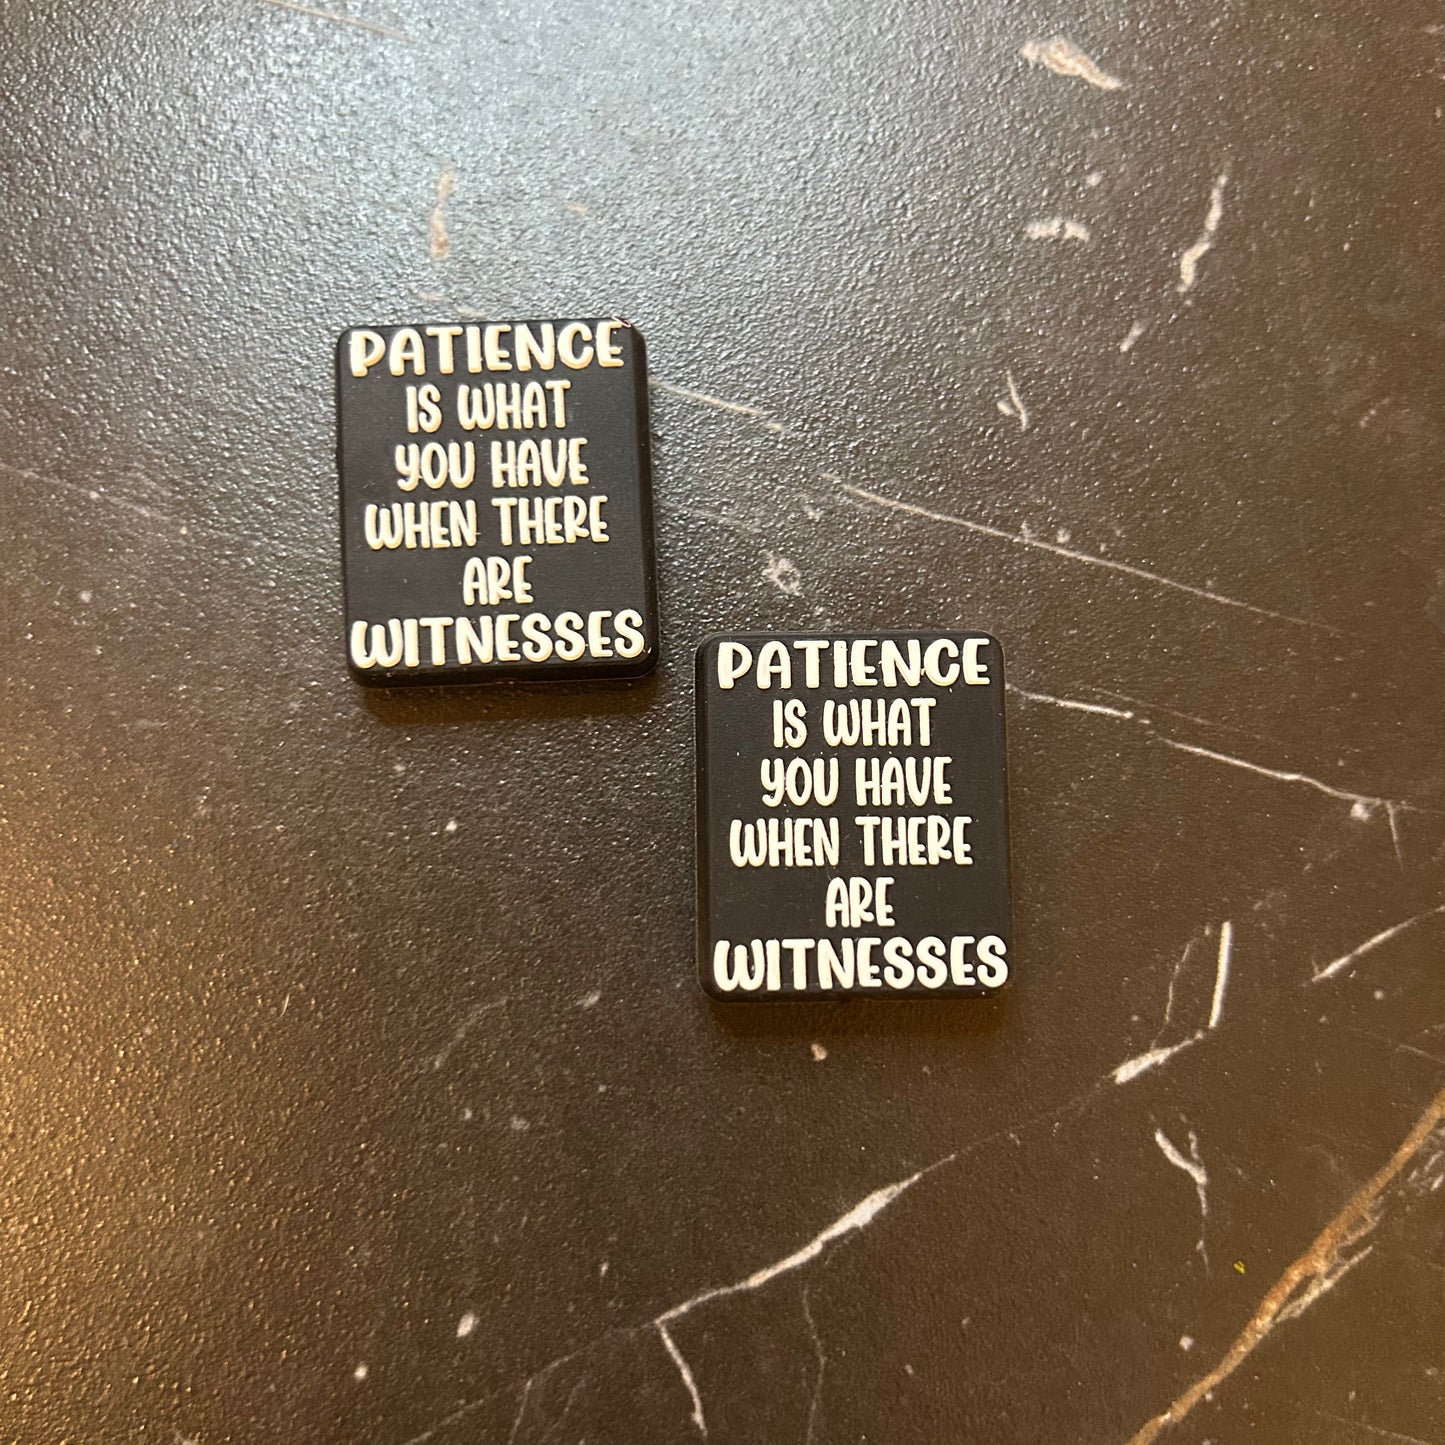 PATIENCE
IS WHAT
YOU HAVE
WHEN THERE
ARE
WITNESSES
PATIENCE
IS WHAT
YOU HAVE
WHEN THERE
ARE
WITNESSES